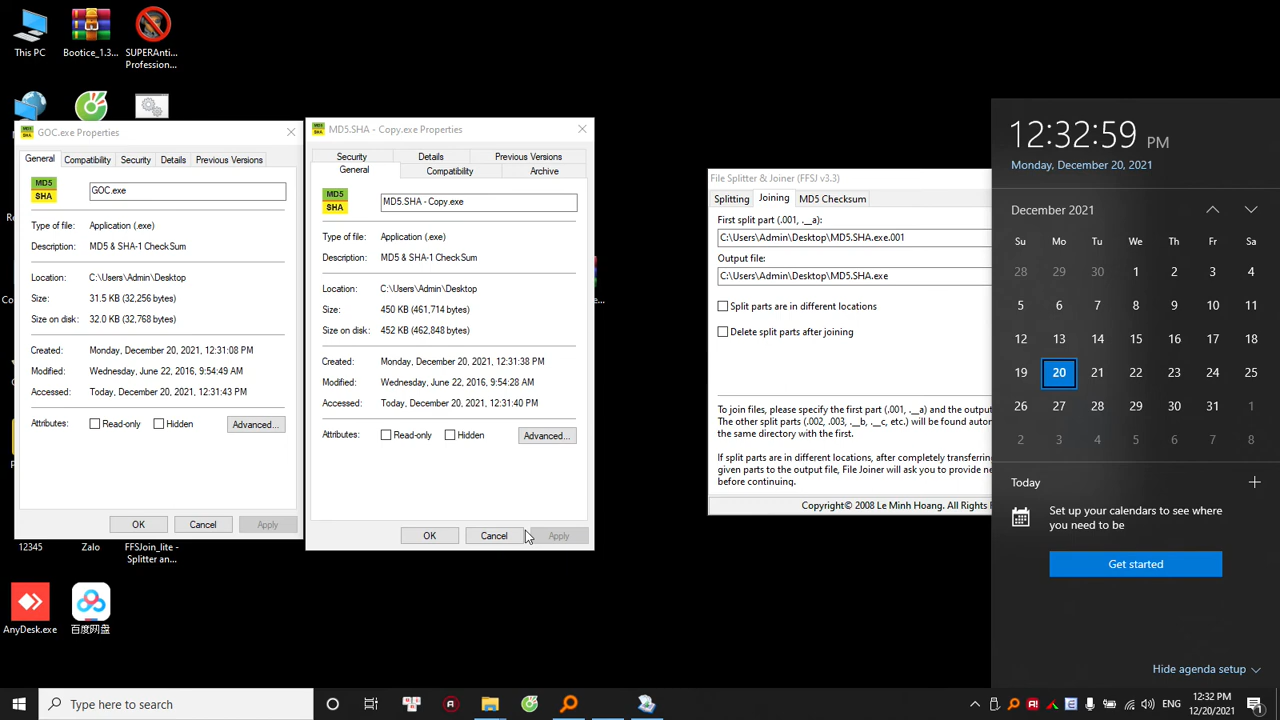 This PC
Bootice_1.3...
SUPERAnti...
Profession...
GOC.exe Properties
General
Compatibility
Security
Details
Previous Versions
MD5
SHA
GOC.exe
Type of file:
Application (.exe)
Description:
MD5 & SHA-1 CheckSum
Location:
C:\Users\Admin\Desktop
Size:
31.5 KB (32,256 bytes)
Size on disk:
32.0 KB (32,768 bytes)
Created:
Monday, December 20, 2021, 12:31:08 PM
Modified:
Wednesday, June 22, 2016, 9:54:49 AM
Accessed:
Today, December 20, 2021, 12:31:43 PM
Attributes:
Read-only
Hidden
Advanced...
OK
Cancel
Apply
MD5.SHA - Copy.exe Properties
Security
Details
Previous Versions
General
Compatibility
Archive
MD5
SHA
MD5.SHA - Copy.exe
Type of file:
Application (.exe)
Description:
MD5 & SHA-1 CheckSum
Location:
C:\Users\Admin\Desktop
Size:
450 KB (461,714 bytes)
Size on disk:
452 KB (462,848 bytes)
Created:
Monday, December 20, 2021, 12:31:38 PM
Modified:
Wednesday, June 22, 2016, 9:54:28 AM
Accessed:
Today, December 20, 2021, 12:31:40 PM
Attributes:
Read-only
Hidden
Advanced...
OK
Cancel
Apply
12345
Zalo
FFSJoin_lite -
Splitter an...
AnyDesk.exe
百度网盘
File Splitter & Joiner (FFSJ v3.3)
Splitting
Joining
MD5 Checksum
First split part (.001, .__a):
C:\Users\Admin\Desktop\MD5.SHA.exe.001
Output file:
C:\Users\Admin\Desktop\MD5.SHA.exe
Split parts are in different locations
Delete split parts after joining
To join files, please specify the first part (.001, .__a) and the output
The other split parts (.002, .003, .__b, .__c, etc.) will be found auton
the same directory with the first.
If split parts are in different locations, after completely transferring
given parts to the output file, File Joiner will ask you to provide ne
before continuing.
Copyright© 2008 Le Minh Hoang. All Rights
12:32:59 PM
Monday, December 20, 2021
December 2021
Su Mo Tu We Th Fr Sa
28 29 30 1 2 3 4
5 6 7 8 9 10 11
12 13 14 15 16 17 18
19 20 21 22 23 24 25
26 27 28 29 30 31 1
2 3 4 5 6 7 8
Today
Set up your calendars to see where
you need to be
Get started
Hide agenda setup
Type here to search
ENG
12:32 PM
12/20/2021